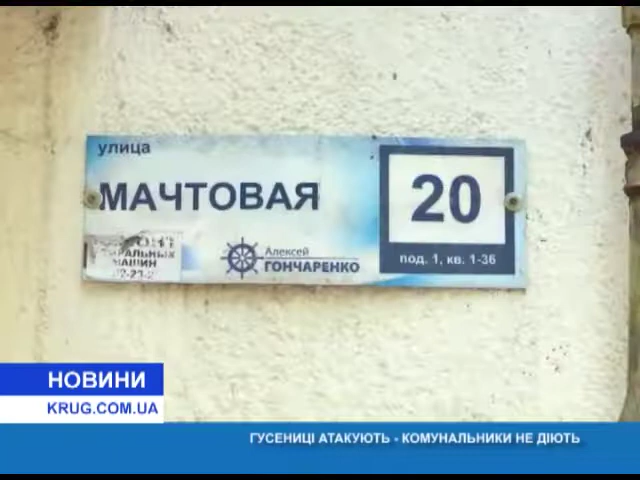 улица
МАЧТОВАЯ
20
под. 1, кв. 1-36
МАШИН
Алексей
ГОНЧАРЕНКО
НОВИНИ
KRUG.COM.UA
ГУСЕНИЦІ АТАКУЮТЬ - КОМУНАЛЬНИКИ НЕ ДІЮТЬ